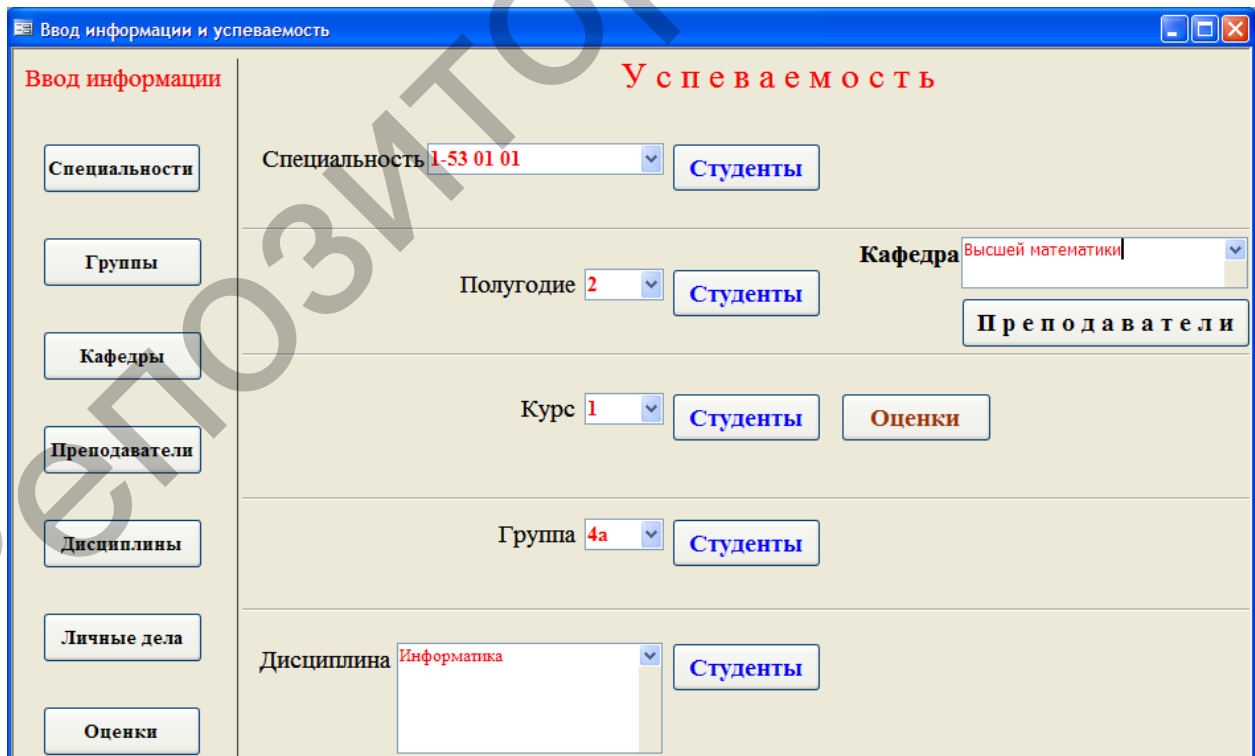 Ввод информации и успеваемость
Ввод информации
Специальности
Группы
Кафедры
Преподаватели
Дисциплины
Личные дела
Оценки
Успеваемость
Специальность 1-53 01 01 Студенты
Полугодие 2 Студенты
Кафедра Высшей математики
Преподаватели
Курс 1 Студенты Оценки
Группа 4а Студенты
Дисциплина Информатика Студенты